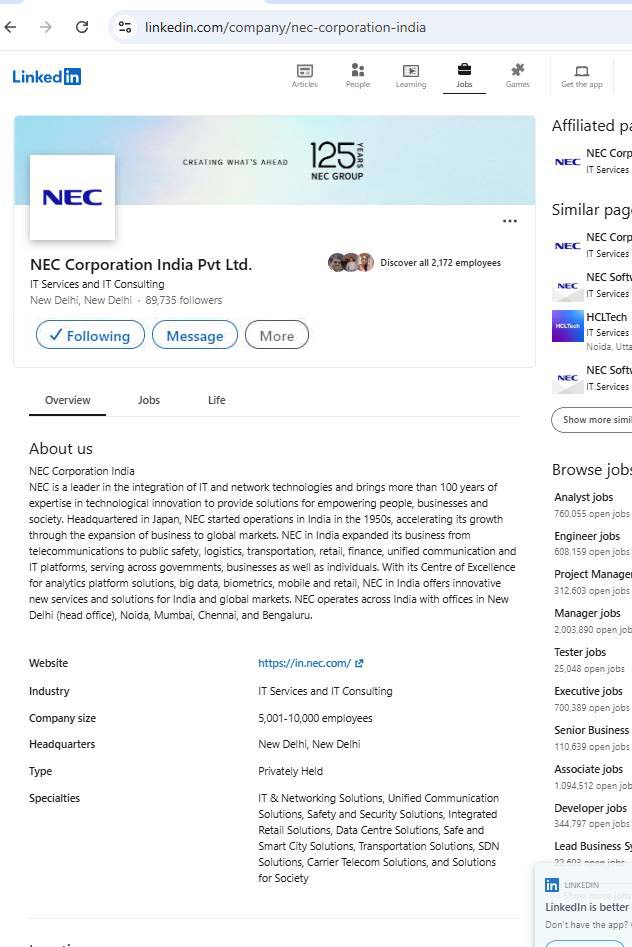 linkedin.com/company/nec-corporation-india
LinkedIn
Articles
People
Learning
Jobs
Games
Get the app
CREATING WHAT'S AHEAD
125 YEARS
NEC GROUP
NEC
NEC Corporation India Pvt Ltd.
IT Services and IT Consulting
New Delhi, New Delhi · 89,735 followers
Discover all 2,172 employees
Following
Message
More
Overview
Jobs
Life
About us
NEC Corporation India
NEC is a leader in the integration of IT and network technologies and brings more than 100 years of
expertise in technological innovation to provide solutions for empowering people, businesses and
society. Headquartered in Japan, NEC started operations in India in the 1950s, accelerating its growth
through the expansion of business to global markets. NEC in India expanded its business from
telecommunications to public safety, logistics, transportation, retail, finance, unified communication and
IT platforms, serving across governments, businesses as well as individuals. With its Centre of Excellence
for analytics platform solutions, big data, biometrics, mobile and retail, NEC in India offers innovative
new services and solutions for India and global markets. NEC operates across India with offices in New
Delhi (head office), Noida, Mumbai, Chennai, and Bengaluru.
Website
https://in.nec.com/
Industry
IT Services and IT Consulting
Company size
5,001-10,000 employees
Headquarters
New Delhi, New Delhi
Type
Privately Held
Specialties
IT & Networking Solutions, Unified Communication
Solutions, Safety and Security Solutions, Integrated
Retail Solutions, Data Centre Solutions, Safe and
Smart City Solutions, Transportation Solutions, SDN
Solutions, Carrier Telecom Solutions, and Solutions
for Society
Affiliated pa
NEC
NEC Corp
IT Services
Similar page
NEC
NEC Corp
IT Services
NEC
NEC Softw
IT Services
HCLTech
HCLTech
IT Services
Noida, Utta
NEC
NEC Softw
IT Services
Show more simil
Browse jobs
Analyst jobs
760,055 open jobs
Engineer jobs
608,159 open jobs
Project Manager
312,603 open jobs
Manager jobs
2,003,890 open job
Tester jobs
25,048 open jobs
Executive jobs
700,389 open jobs
Senior Business
110,639 open jobs
Associate jobs
1,094,512 open job
Developer jobs
344,797 open jobs
Lead Business Sy
22,603 open jobs
in LINKEDIN
LinkedIn is better
Don't have the app?